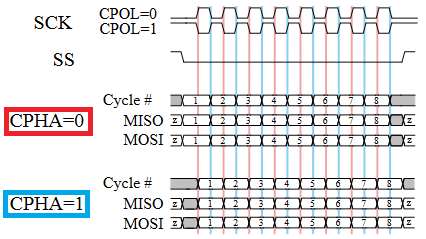 SCK CPOL=0
CPOL=1
SS
Cycle # 1 2 3 4 5 6 7 8
CPHA=0 MISO z 1 2 3 4 5 6 7 8 z
MOSI z 1 2 3 4 5 6 7 8 z
Cycle # 1 2 3 4 5 6 7 8
CPHA=1 MISO z 1 2 3 4 5 6 7 8 z
MOSI z 1 2 3 4 5 6 7 8 z